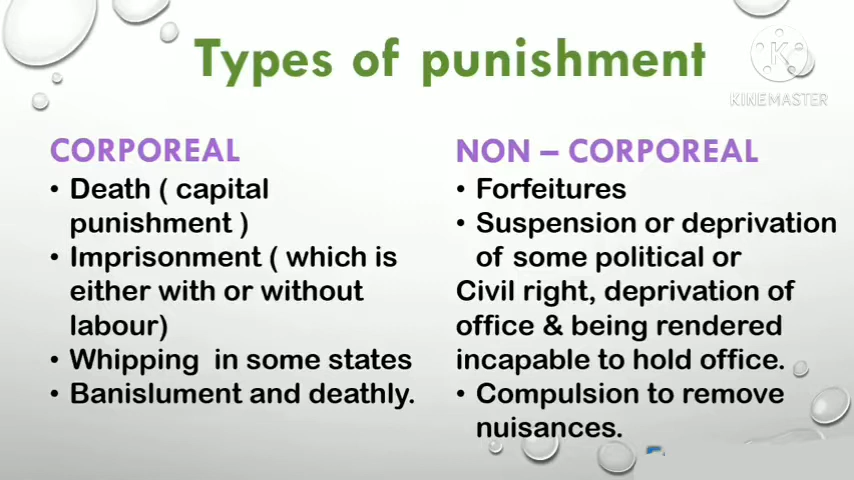 Types of punishment
KINEMASTER
CORPOREAL
• Death ( capital
punishment )
• Imprisonment ( which is
either with or without
labour)
• Whipping in some states
• Banislument and deathly.
NON – CORPOREAL
• Forfeitures
• Suspension or deprivation
of some political or
Civil right, deprivation of
office & being rendered
incapable to hold office.
• Compulsion to remove
nuisances.